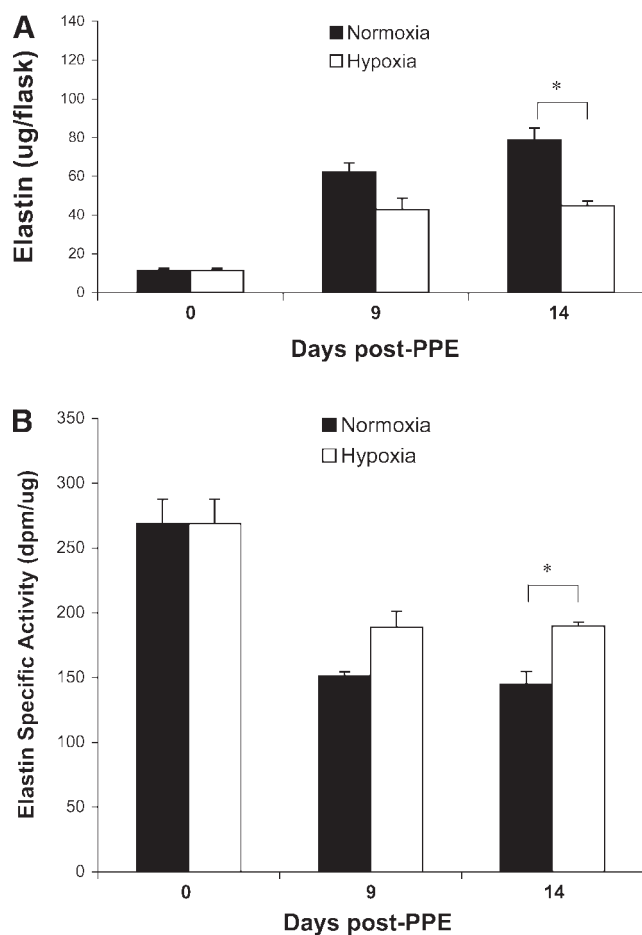 A
Elastin (ug/flask)
140
120
100
80
60
40
20
0
Normoxia
Hypoxia
*
0 9 14
Days post-PPE
B
Elastin Specific Activity (dpm/ug)
350
300
250
200
150
100
50
0
Normoxia
Hypoxia
*
0 9 14
Days post-PPE